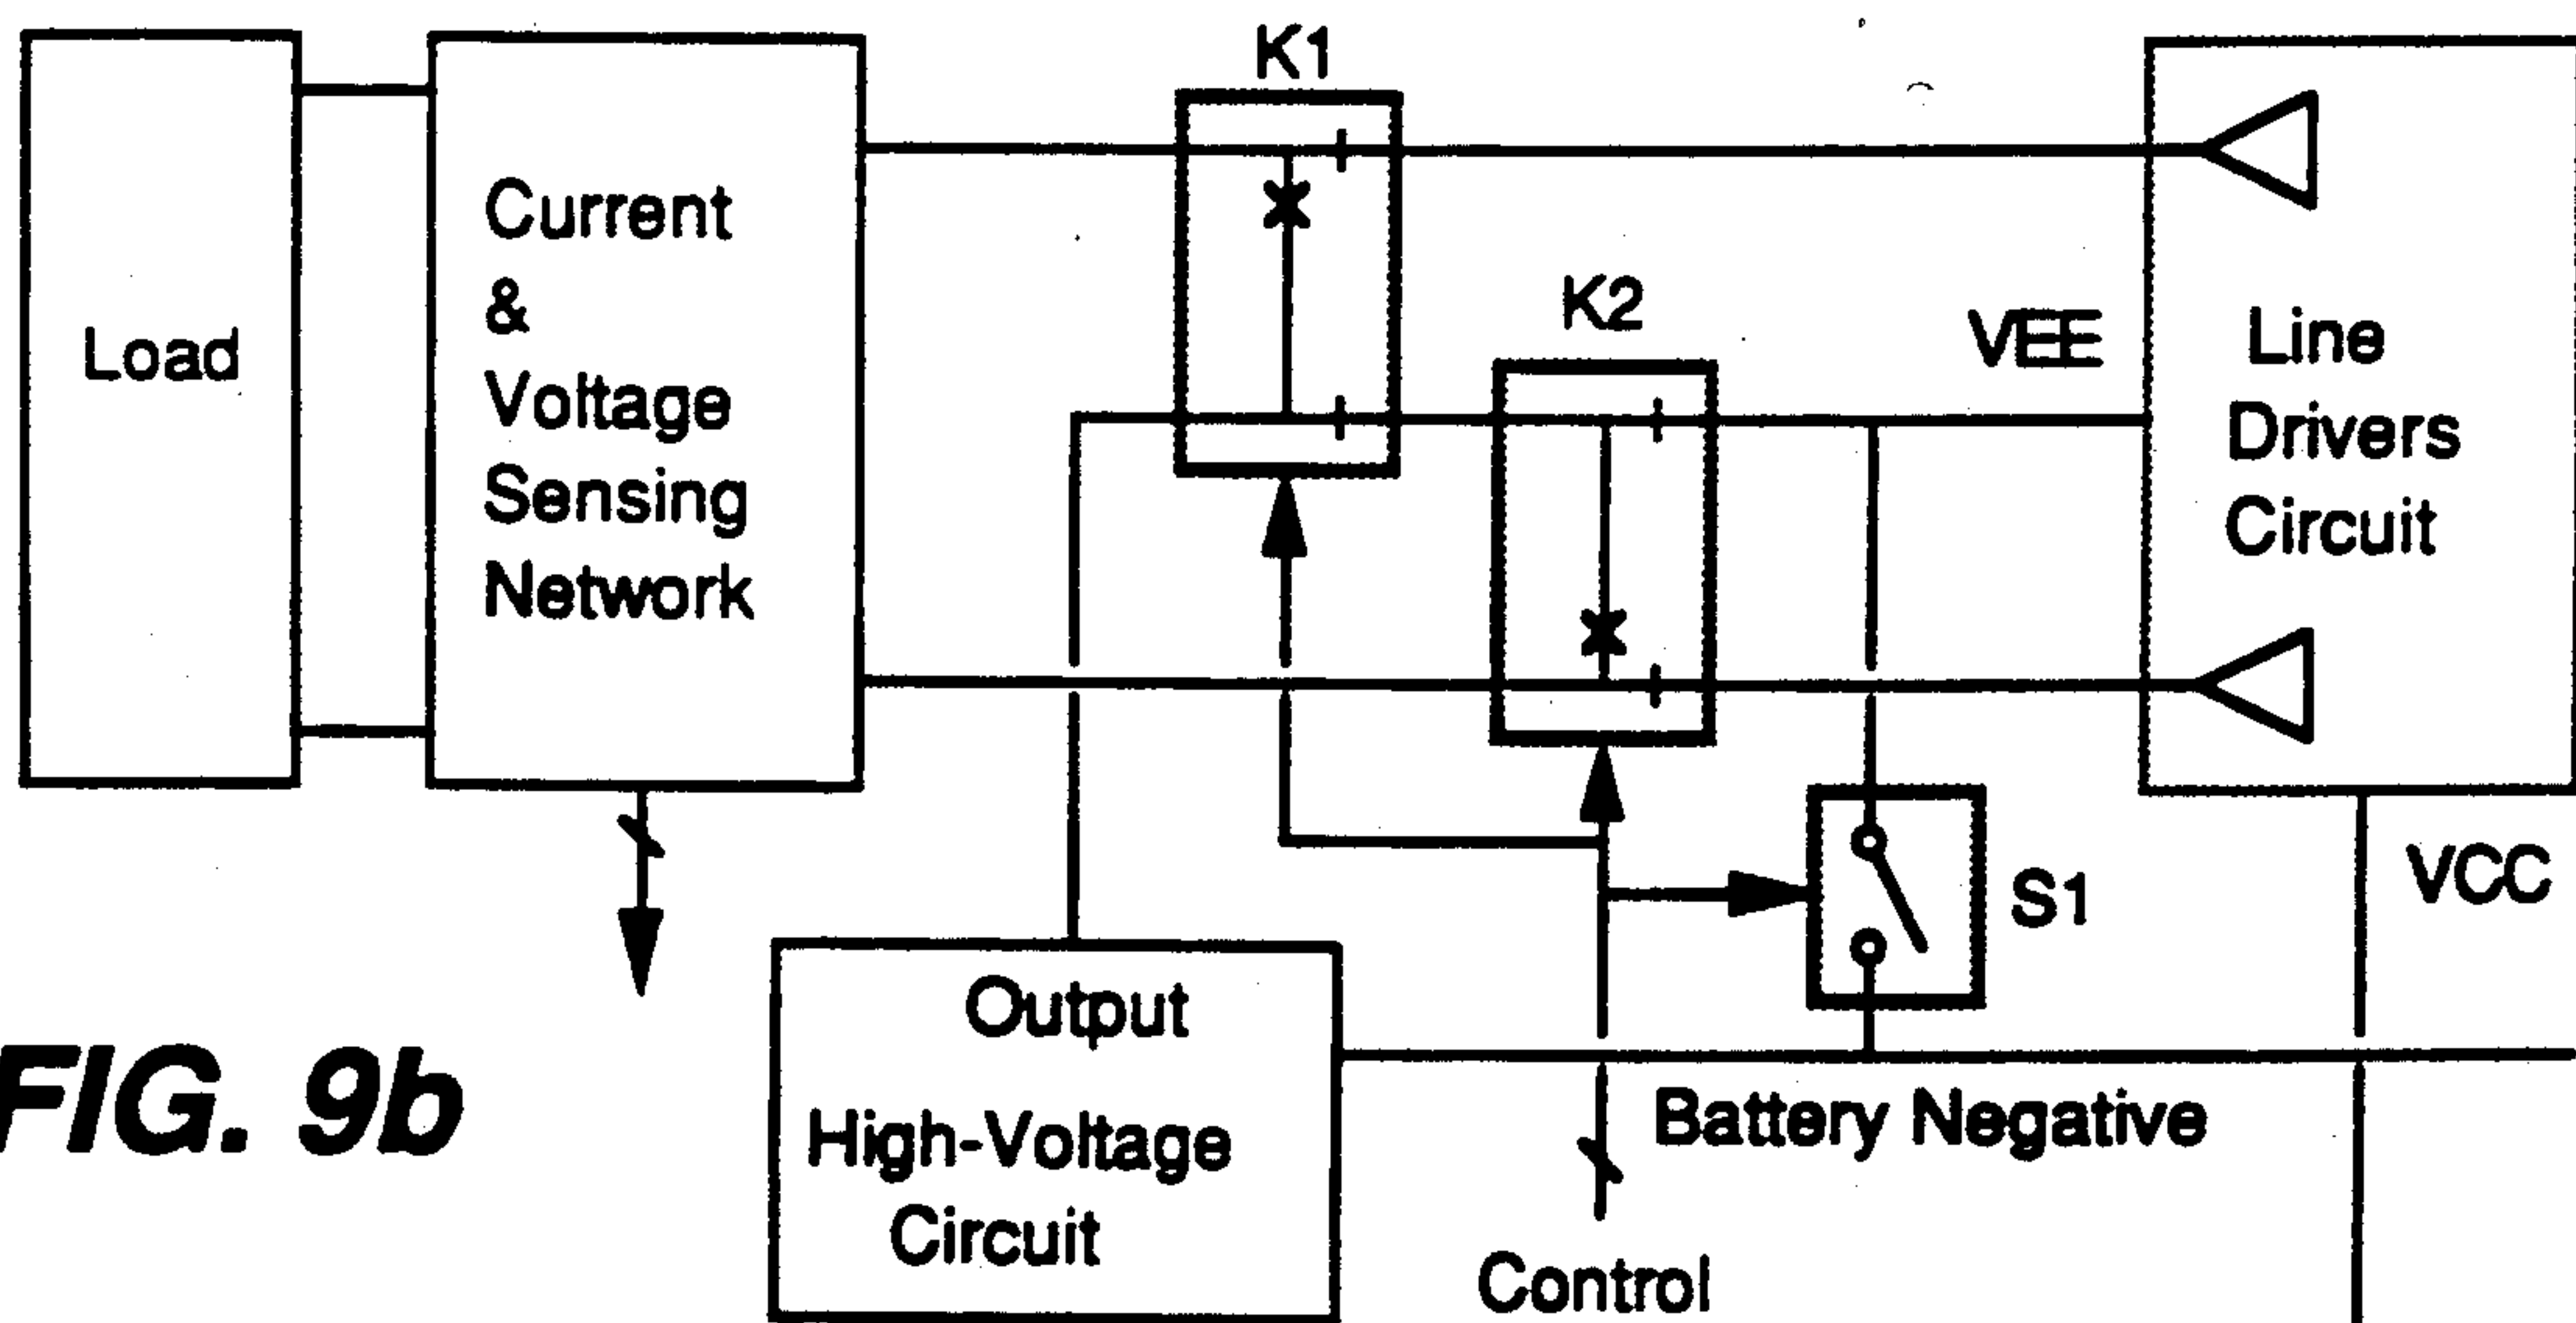 K1
Current
&
Voltage
Sensing
Network
Load
K2
VEE
Line
Drivers
Circuit
S1
VCC
Output
High-Voltage
Circuit
Battery Negative
Control
FIG. 9b